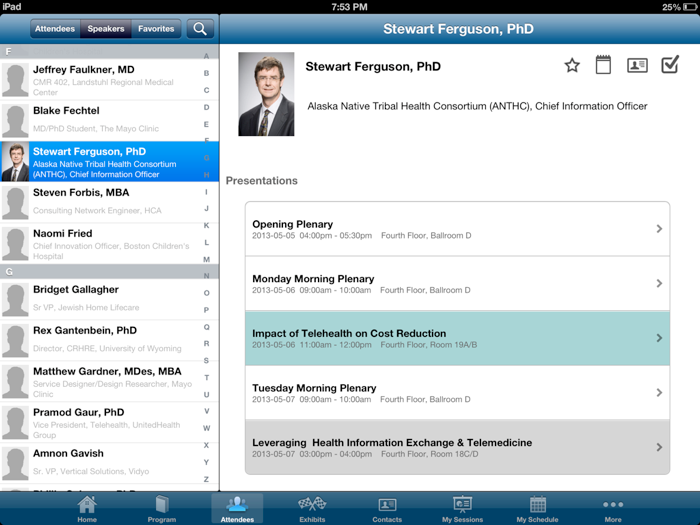 iPad
7:53 PM
25%
Attendees Speakers Favorites
Stewart Ferguson, PhD
F
Jeffrey Faulkner, MD
CMR 402, Landstuhl Regional Medical
Center
Blake Fechtel
MD/PhD Student, The Mayo Clinic
Stewart Ferguson, PhD
Alaska Native Tribal Health Consortium
(ANTHC), Chief Information Officer
Steven Forbis, MBA
Consulting Network Engineer, HCA
Naomi Fried
Chief Innovation Officer, Boston Children's
Hospital
G
Bridget Gallagher
Sr VP, Jewish Home Lifecare
Rex Gantenbein, PhD
Director, CRHRE, University of Wyoming
Matthew Gardner, MDes, MBA
Service Designer/Design Researcher, Mayo
Clinic
Pramod Gaur, PhD
Vice President, Telehealth, UnitedHealth
Group
Amnon Gavish
Sr. VP, Vertical Solutions, Vidyo
A
B
C
D
E
F
G
H
I
J
K
L
M
N
O
P
Q
R
S
T
U
V
W
X
Y
Z
Stewart Ferguson, PhD
Alaska Native Tribal Health Consortium (ANTHC), Chief Information Officer
Presentations
Opening Plenary
2013-05-05 04:00pm - 05:30pm Fourth Floor, Ballroom D
Monday Morning Plenary
2013-05-06 09:00am - 10:00am Fourth Floor, Ballroom D
Impact of Telehealth on Cost Reduction
2013-05-06 11:00am - 12:00pm Fourth Floor, Room 19A/B
Tuesday Morning Plenary
2013-05-07 09:00am - 10:00am Fourth Floor, Ballroom D
Leveraging Health Information Exchange & Telemedicine
2013-05-07 03:00pm - 04:00pm Fourth Floor, Room 18C/D
Home Program Attendees Exhibits Contacts My Sessions My Schedule More